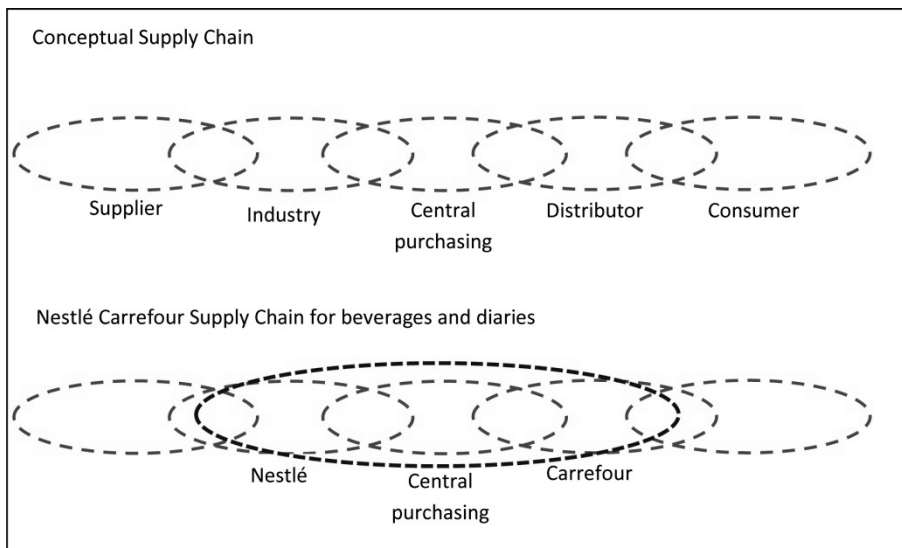 Conceptual Supply Chain
Supplier
Industry
Central
purchasing
Distributor
Consumer
Nestlé Carrefour Supply Chain for beverages and diaries
Nestlé
Central
purchasing
Carrefour